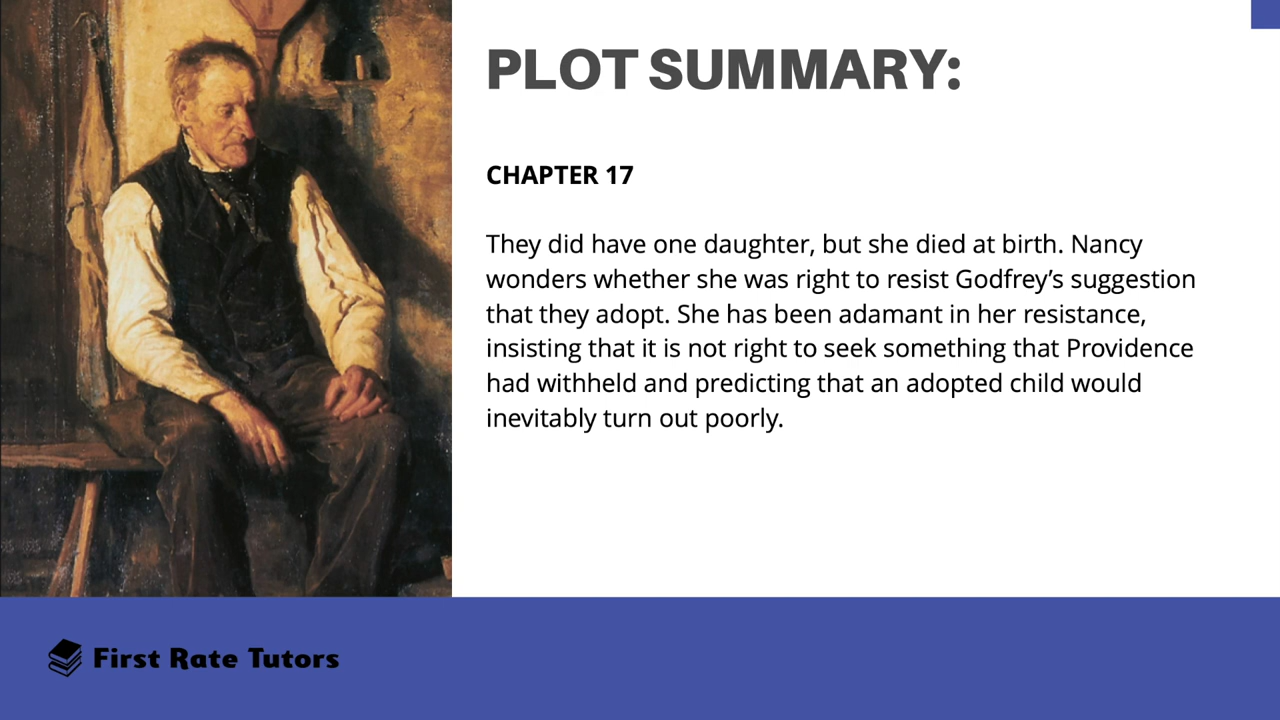 PLOT SUMMARY:
CHAPTER 17
They did have one daughter, but she died at birth. Nancy
wonders whether she was right to resist Godfrey’s suggestion
that they adopt. She has been adamant in her resistance,
insisting that it is not right to seek something that Providence
had withheld and predicting that an adopted child would
inevitably turn out poorly.
First Rate Tutors